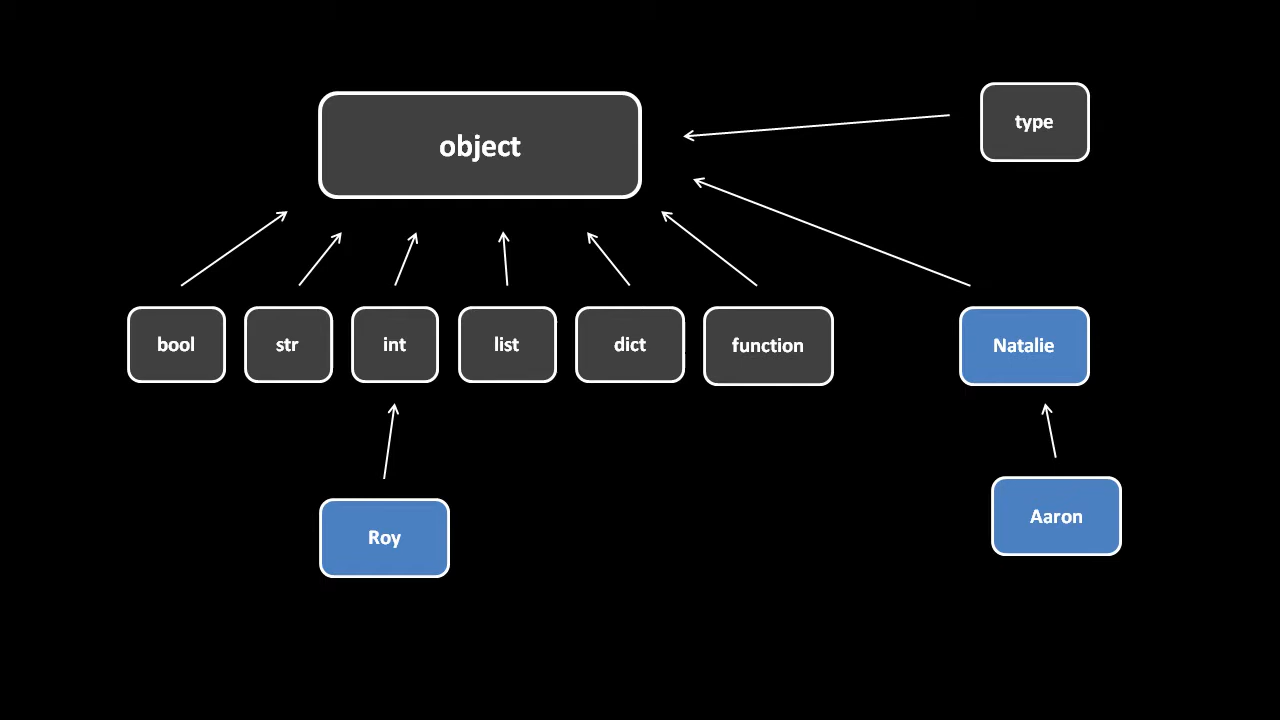 object
type
bool
str
int
list
dict
function
Natalie
Roy
Aaron